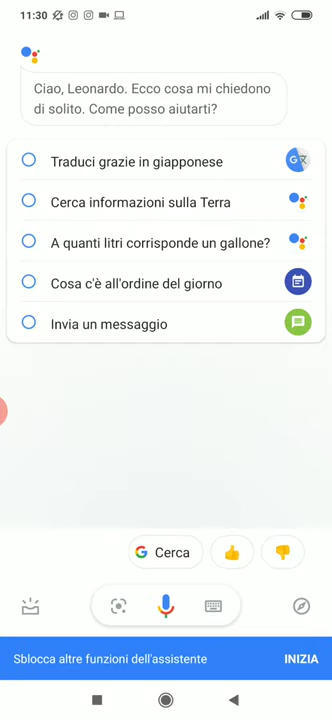 11:30
Ciao, Leonardo. Ecco cosa mi chiedono
di solito. Come posso aiutarti?
Traduci grazie in giapponese
Cerca informazioni sulla Terra
A quanti litri corrisponde un gallone?
Cosa c'è all'ordine del giorno
Invia un messaggio
Cerca
Sblocca altre funzioni dell'assistente
INIZIA